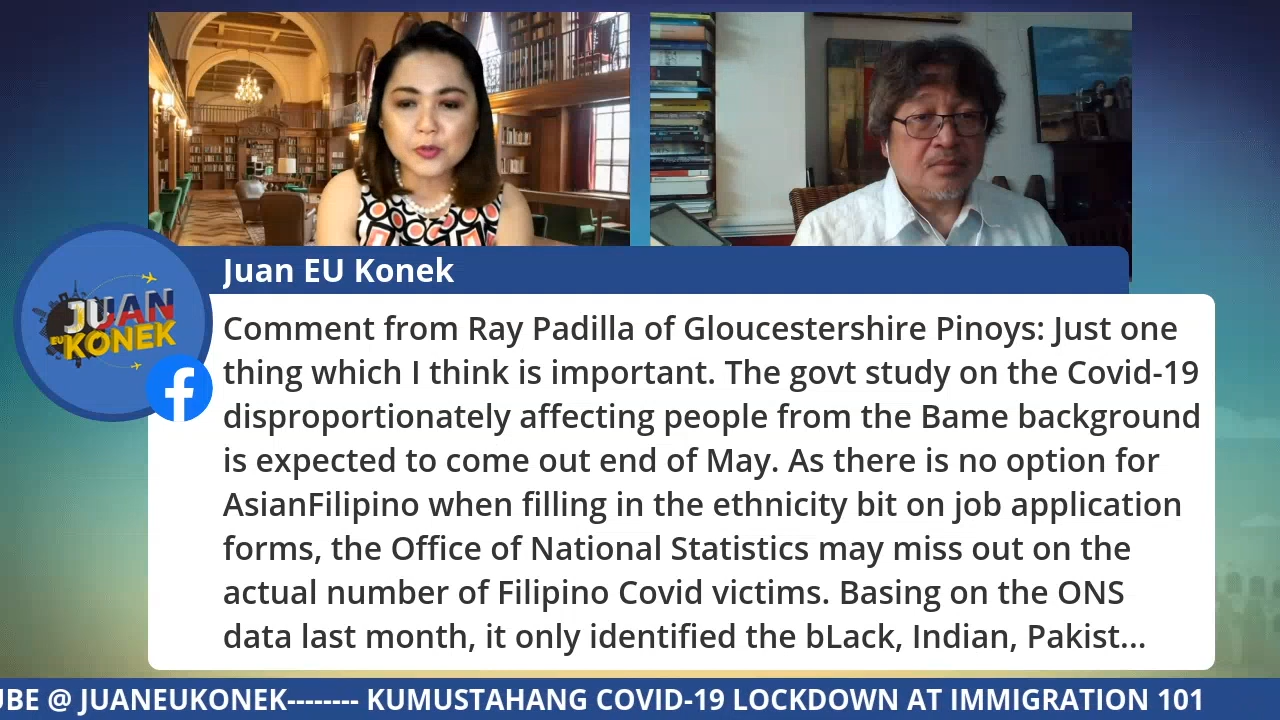 Juan EU Konek
JUAN
EU KONEK
Comment from Ray Padilla of Gloucestershire Pinoys: Just one
thing which I think is important. The govt study on the Covid-19
disproportionately affecting people from the Bame background
is expected to come out end of May. As there is no option for
AsianFilipino when filling in the ethnicity bit on job application
forms, the Office of National Statistics may miss out on the
actual number of Filipino Covid victims. Basing on the ONS
data last month, it only identified the bLack, Indian, Pakist...
UBE @ JUANEUKONEK-------- KUMUSTAHANG COVID-19 LOCKDOWN AT IMMIGRATION 101